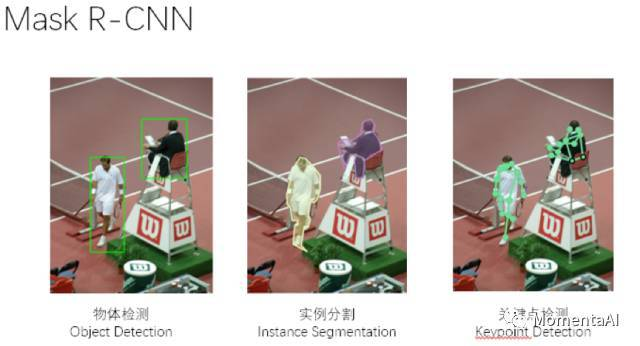 Mask R-CNN
W
W
W
W
W
W
物体检测
Object Detection
实例分割
Instance Segmentation
关键点检测
Keypoint Detection
MomentaAI